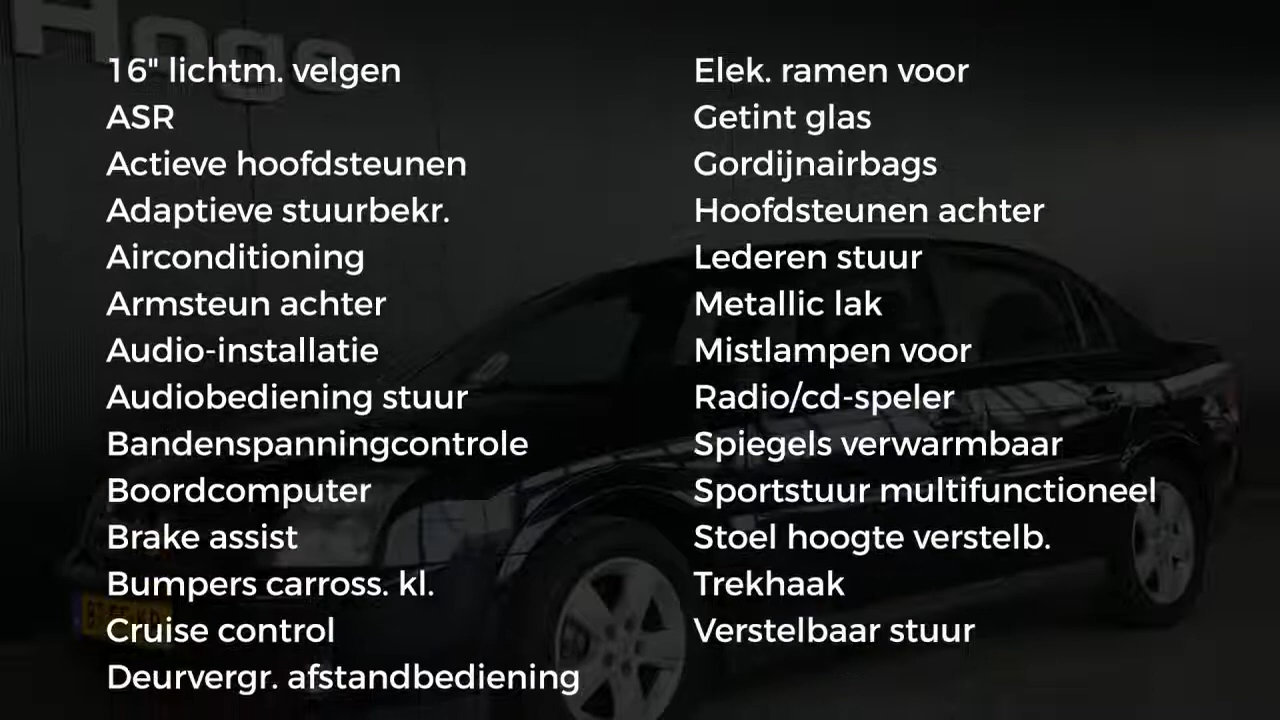 Hoge
16" lichtm. velgen
ASR
Actieve hoofdsteunen
Adaptieve stuurbekr.
Airconditioning
Armsteun achter
Audio-installatie
Audiobediening stuur
Bandenspanningcontrole
Boordcomputer
Brake assist
Bumpers carross. kl.
Cruise control
Deurvergr. afstandbediening
Elek. ramen voor
Getint glas
Gordijnairbags
Hoofdsteunen achter
Lederen stuur
Metallic lak
Mistlampen voor
Radio/cd-speler
Spiegels verwarmbaar
Sportstuur multifunctioneel
Stoel hoogte verstelb.
Trekhaak
Verstelbaar stuur